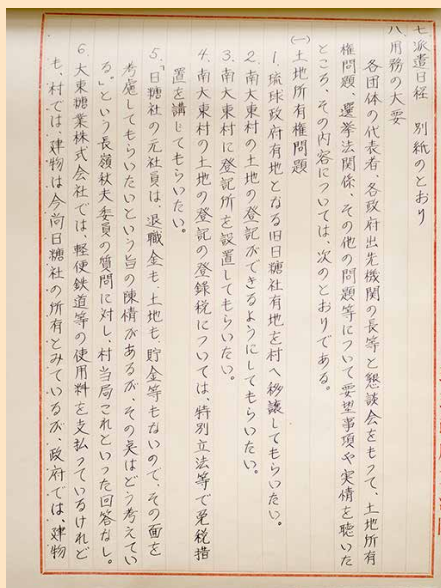 七派遣日経　別紙のとおり
八用務の大要
各団体の代表者、各政府出先機関の長等と懇談会をもって、土地所有
権問題、選挙法関係、その他の問題等について要望事項や実情を聴いた
ところ、その内容については、次のとおりである。
(一)土地所有権問題
1. 琉球政府有地となる旧日糖社有地を村へ移譲してもらいたい。
2. 南大東村の土地の登記ができるようにしてもらいたい。
3. 南大東村に登記所を設置してもらいたい。
4. 南大東村の土地の登記の登録税については、特別立法等で免税措
置を講じてもらいたい。
5. 「日糖社の元社員は、退職金も、土地も、貯金等もないので、その面を
考慮してもらいたいという旨の陳情があるが、その点はどう考えてい
る。」という長嶺秋夫委員の質問に対し、村当局これといった回答なし。
6. 大東糖業株式会社では、軽便鉄道等の使用料を支払っているけれど
も、村では、建物は今尚日糖社の所有とみているが、政府では、建物